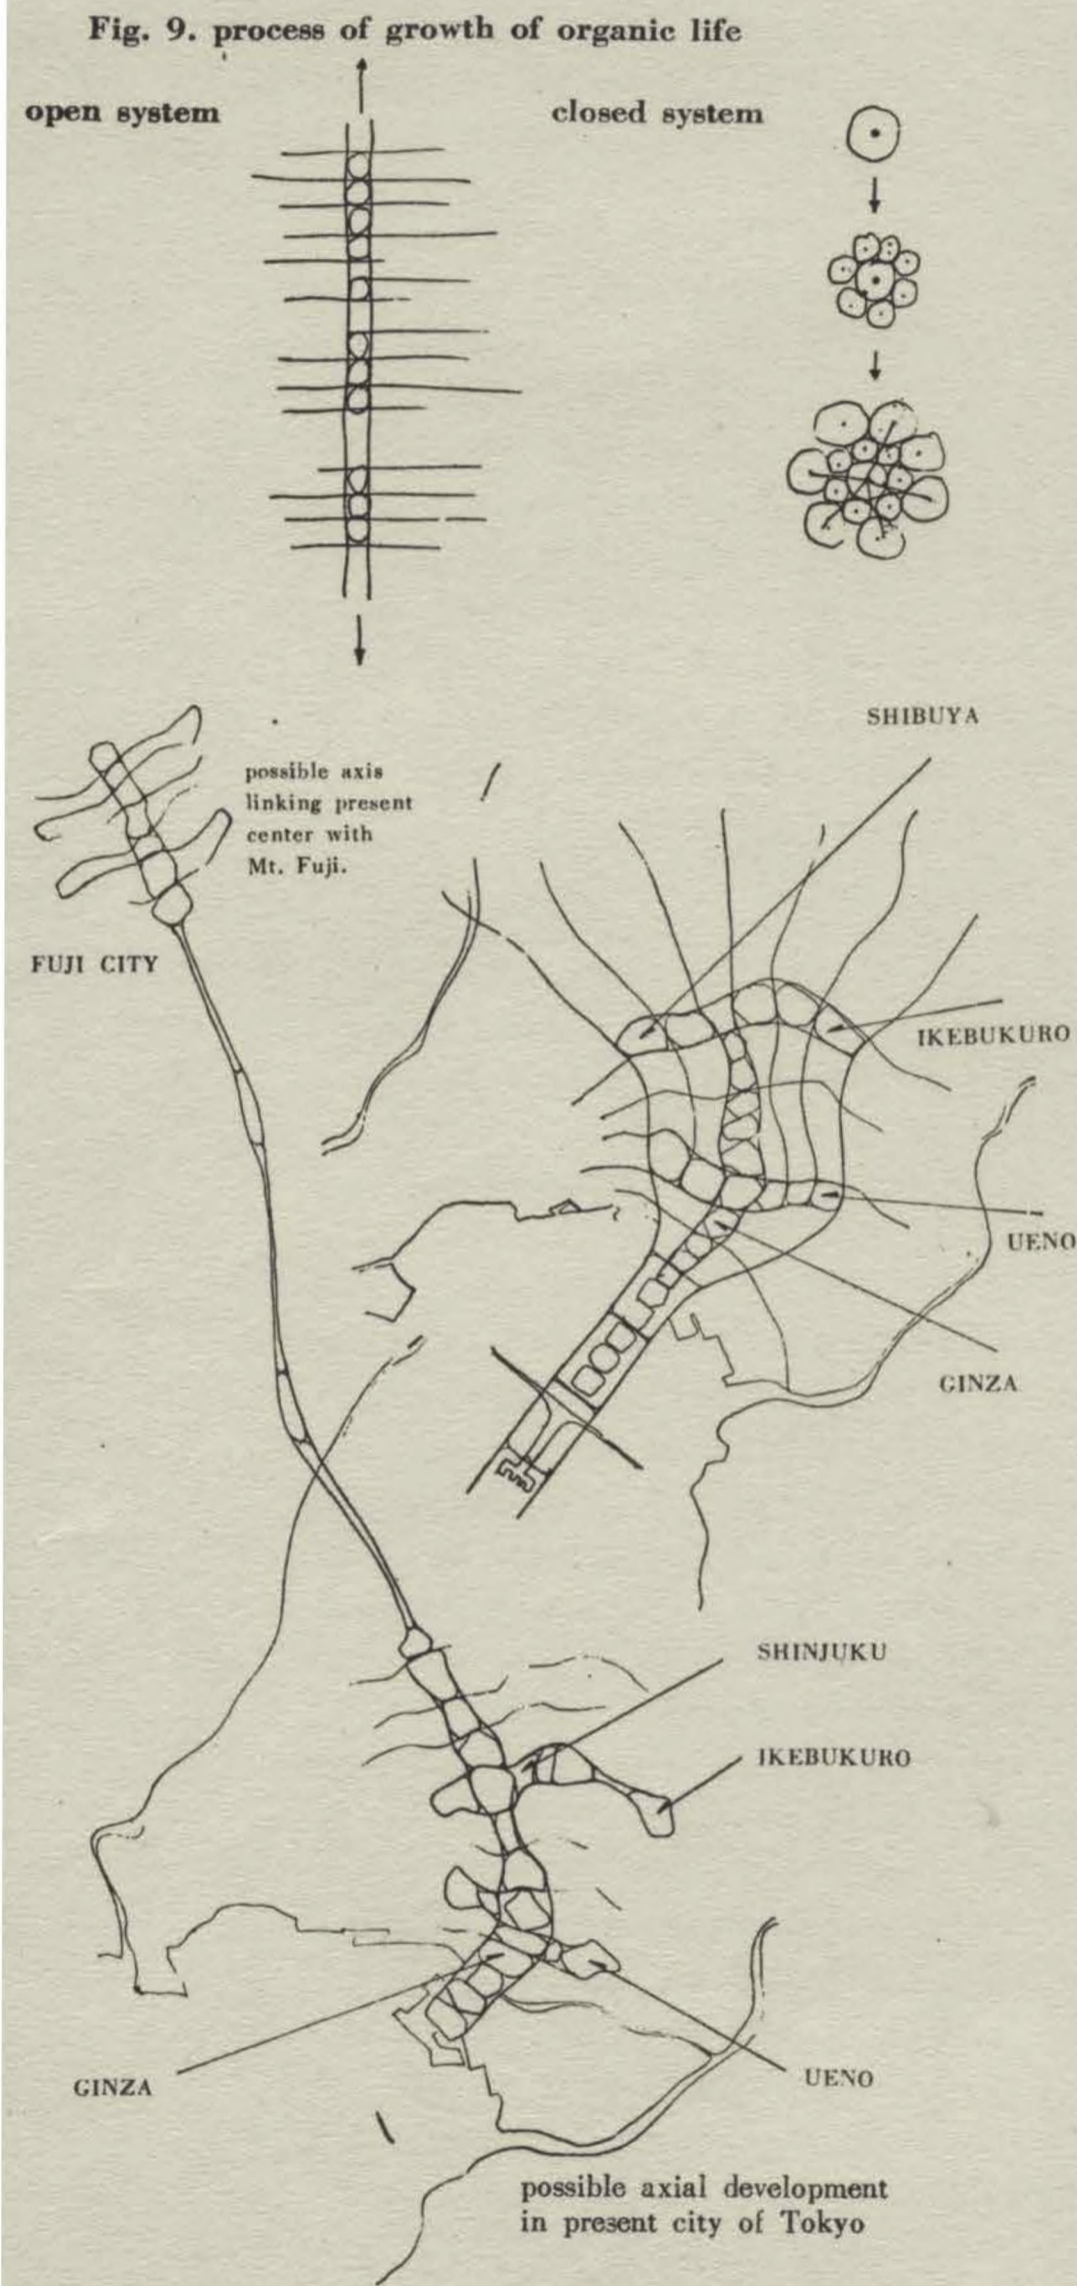 Fig. 9. process of growth of organic life
open system
closed system
SHIBUYA
possible axis
linking present
center with
Mt. Fuji.
FUJI CITY
IKEBUKURO
UENO
GINZA
SHINJUKU
IKEBUKURO
GINZA
UENO
possible axial development
in present city of Tokyo